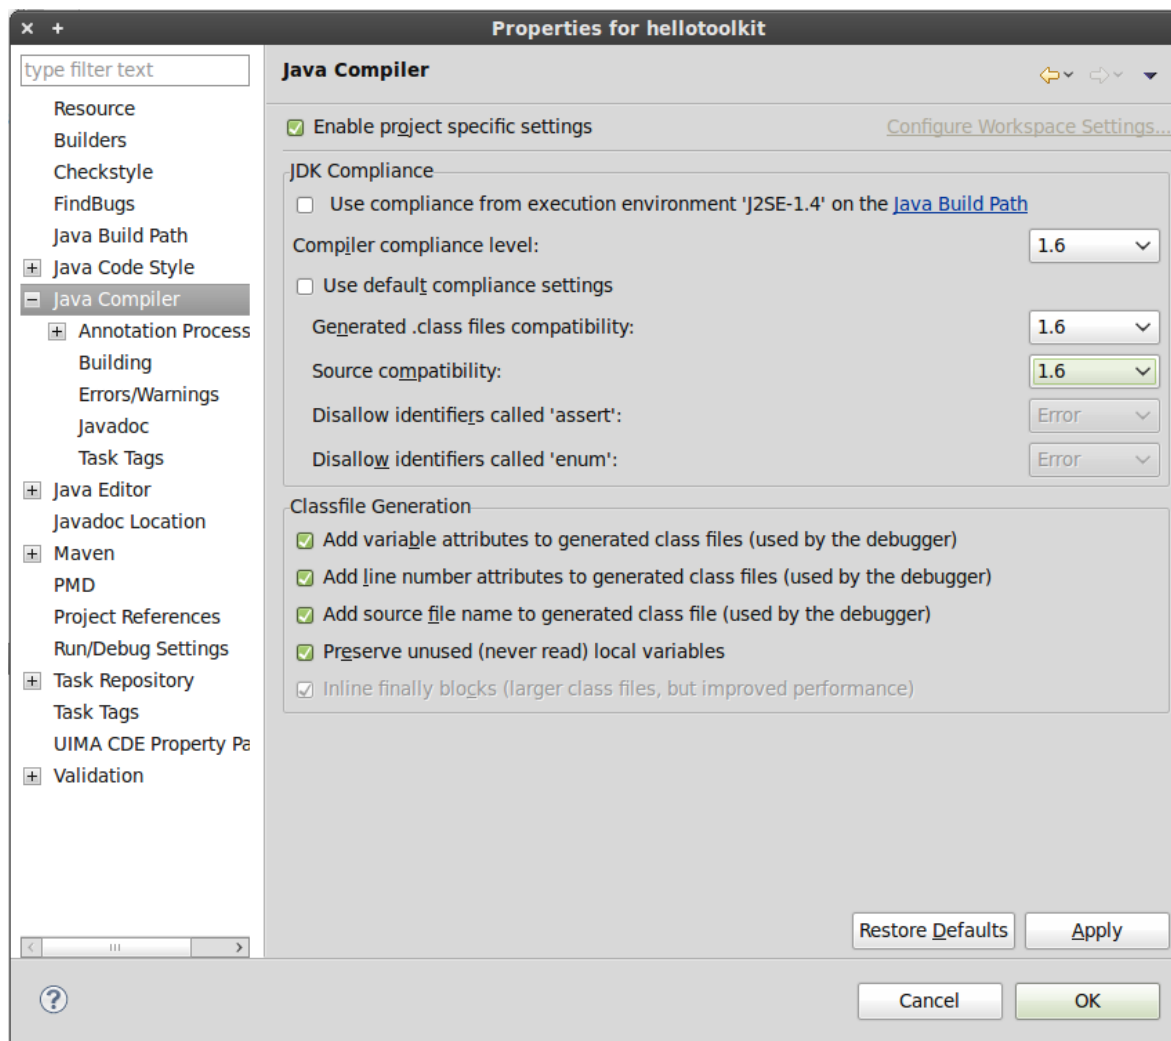 Properties for hellotoolkit
type filter text
Resource
Builders
Checkstyle
FindBugs
Java Build Path
Java Code Style
Java Compiler
Annotation Process
Building
Errors/Warnings
Javadoc
Task Tags
Java Editor
Javadoc Location
Maven
PMD
Project References
Run/Debug Settings
Task Repository
Task Tags
UIMA CDE Property Pa
Validation
Java Compiler
Enable project specific settings Configure Workspace Settings...
JDK Compliance
Use compliance from execution environment 'J2SE-1.4' on the Java Build Path
Compiler compliance level: 1.6
Use default compliance settings
Generated .class files compatibility: 1.6
Source compatibility: 1.6
Disallow identifiers called 'assert': Error
Disallow identifiers called 'enum': Error
Classfile Generation
Add variable attributes to generated class files (used by the debugger)
Add line number attributes to generated class files (used by the debugger)
Add source file name to generated class file (used by the debugger)
Preserve unused (never read) local variables
Inline finally blocks (larger class files, but improved performance)
Restore Defaults Apply
Cancel OK